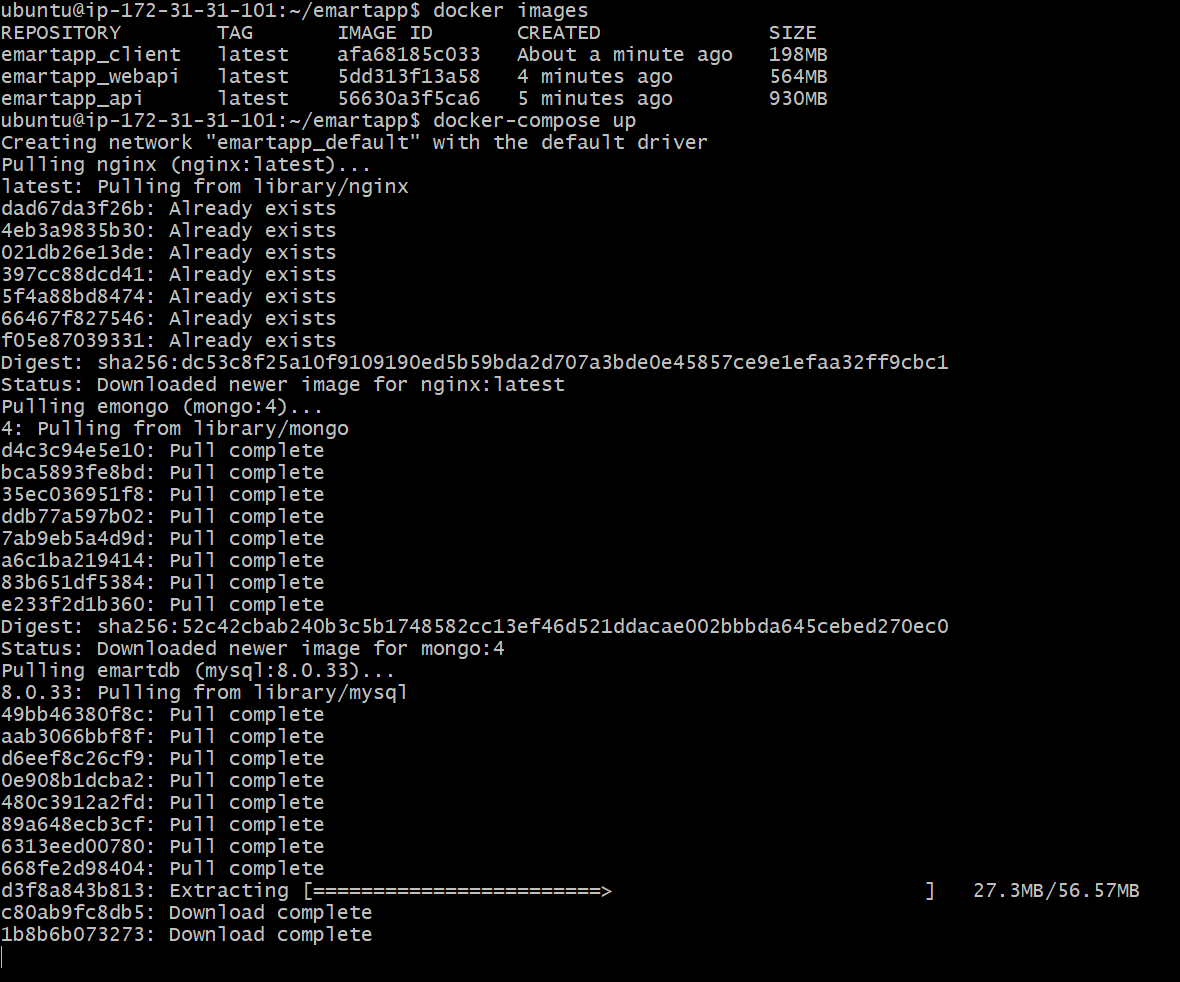 ubuntu@ip-172-31-31-101:~/emartapp$ docker images
REPOSITORY        TAG       IMAGE ID       CREATED              SIZE
emartapp_client   latest    afa68185c033   About a minute ago   198MB
emartapp_webapi   latest    5dd313f13a58   4 minutes ago        564MB
emartapp_api      latest    56630a3f5ca6   5 minutes ago        930MB
ubuntu@ip-172-31-31-101:~/emartapp$ docker-compose up
Creating network "emartapp_default" with the default driver
Pulling nginx (nginx:latest)...
latest: Pulling from library/nginx
dad67da3f26b: Already exists
4eb3a9835b30: Already exists
021db26e13de: Already exists
397cc88dcd41: Already exists
5f4a88bd8474: Already exists
66467f827546: Already exists
f05e87039331: Already exists
Digest: sha256:dc53c8f25a10f9109190ed5b59bda2d707a3bde0e45857ce9e1efaa32ff9cbc1
Status: Downloaded newer image for nginx:latest
Pulling emongo (mongo:4)...
4: Pulling from library/mongo
d4c3c94e5e10: Pull complete
bca5893fe8bd: Pull complete
35ec036951f8: Pull complete
ddb77a597b02: Pull complete
7ab9eb5a4d9d: Pull complete
a6c1ba219414: Pull complete
83b651df5384: Pull complete
e233f2d1b360: Pull complete
Digest: sha256:52c42cbab240b3c5b1748582cc13ef46d521ddacae002bbbda645cebed270ec0
Status: Downloaded newer image for mongo:4
Pulling emartdb (mysql:8.0.33)...
8.0.33: Pulling from library/mysql
49bb46380f8c: Pull complete
aab3066bbf8f: Pull complete
d6eef8c26cf9: Pull complete
0e908b1dcba2: Pull complete
480c3912a2fd: Pull complete
89a648ecb3cf: Pull complete
6313eed00780: Pull complete
668fe2d98404: Pull complete
d3f8a843b813: Extracting [========================>                          ]   27.3MB/56.57MB
c80ab9fc8db5: Download complete
1b8b6b073273: Download complete